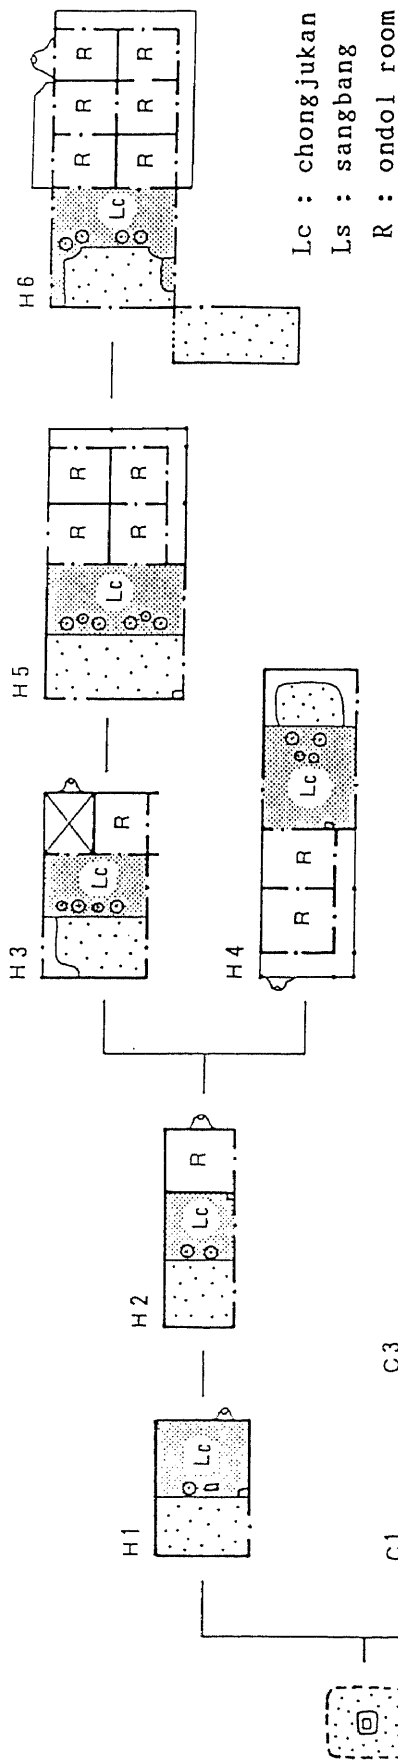 H1
Lc
H2
Lc
R
H3
Lc
R
H4
R
R
Lc
H5
Lc
R
R
R
R
H6
Lc
R
R
R
R
R
R
Lc : chongjukan
Ls : sangbang
R : ondol room
C1
C3